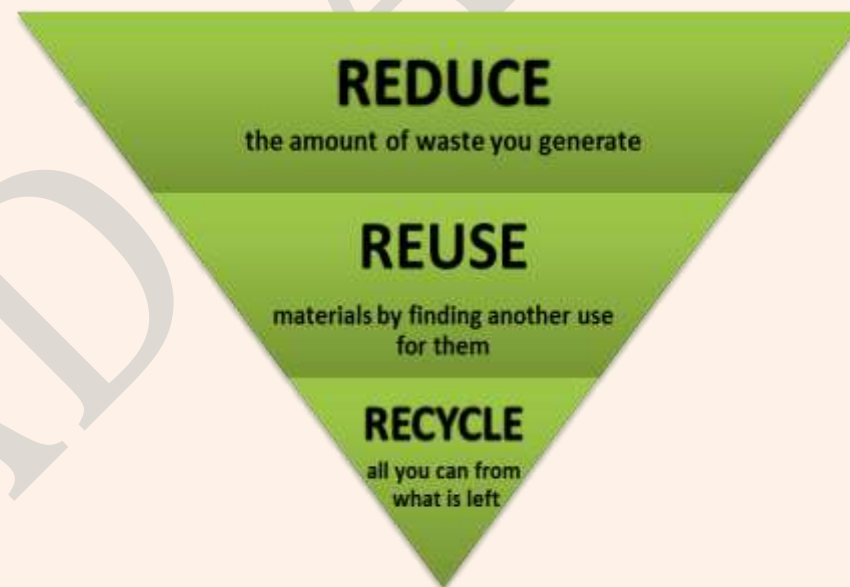 REDUCE
the amount of waste you generate
REUSE
materials by finding another use
for them
RECYCLE
all you can from
what is left